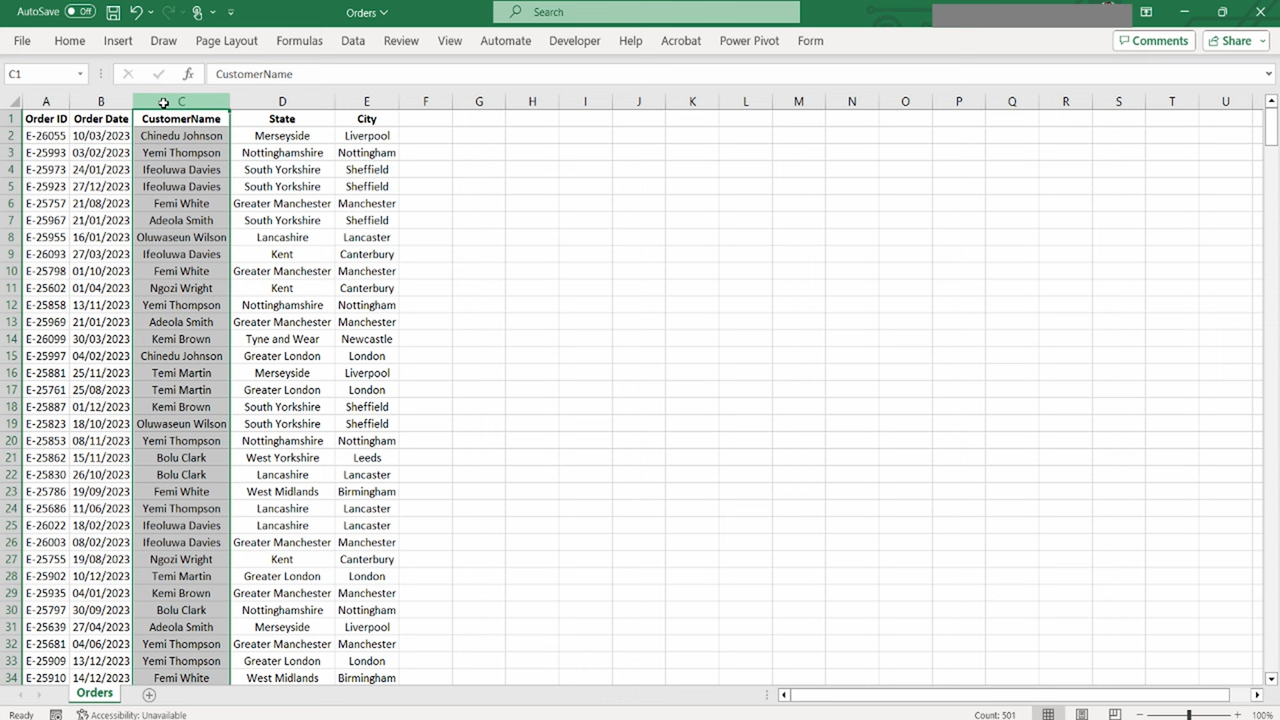 AutoSave Off Orders Search
File Home Insert Draw Page Layout Formulas Data Review View Automate Developer Help Acrobat Power Pivot Form Comments Share
C1 fx CustomerName
A B C D E F G H I J K L M N O P Q R S T U
1 Order ID Order Date CustomerName State City
2 E-26055 10/03/2023 Chinedu Johnson Merseyside Liverpool
3 E-25993 03/02/2023 Yemi Thompson Nottinghamshire Nottingham
4 E-25973 24/01/2023 Ifeoluwa Davies South Yorkshire Sheffield
5 E-25923 27/12/2023 Ifeoluwa Davies South Yorkshire Sheffield
6 E-25757 21/08/2023 Femi White Greater Manchester Manchester
7 E-25967 21/01/2023 Adeola Smith South Yorkshire Sheffield
8 E-25955 16/01/2023 Oluwaseun Wilson Lancashire Lancaster
9 E-26093 27/03/2023 Ifeoluwa Davies Kent Canterbury
10 E-25798 01/10/2023 Femi White Greater Manchester Manchester
11 E-25602 01/04/2023 Ngozi Wright Kent Canterbury
12 E-25858 13/11/2023 Yemi Thompson Nottinghamshire Nottingham
13 E-25969 21/01/2023 Adeola Smith Greater Manchester Manchester
14 E-26099 30/03/2023 Kemi Brown Tyne and Wear Newcastle
15 E-25997 04/02/2023 Chinedu Johnson Greater London London
16 E-25881 25/11/2023 Temi Martin Merseyside Liverpool
17 E-25761 25/08/2023 Temi Martin Greater London London
18 E-25887 01/12/2023 Kemi Brown South Yorkshire Sheffield
19 E-25823 18/10/2023 Oluwaseun Wilson South Yorkshire Sheffield
20 E-25853 08/11/2023 Yemi Thompson Nottinghamshire Nottingham
21 E-25862 15/11/2023 Bolu Clark West Yorkshire Leeds
22 E-25830 26/10/2023 Bolu Clark Lancashire Lancaster
23 E-25786 19/09/2023 Femi White West Midlands Birmingham
24 E-25686 11/06/2023 Yemi Thompson Lancashire Lancaster
25 E-26022 18/02/2023 Ifeoluwa Davies Lancashire Lancaster
26 E-26003 08/02/2023 Ifeoluwa Davies Greater Manchester Manchester
27 E-25755 19/08/2023 Ngozi Wright Kent Canterbury
28 E-25902 10/12/2023 Temi Martin Greater London London
29 E-25935 04/01/2023 Kemi Brown Greater Manchester Manchester
30 E-25797 30/09/2023 Bolu Clark Nottinghamshire Nottingham
31 E-25639 27/04/2023 Adeola Smith Merseyside Liverpool
32 E-25681 04/06/2023 Yemi Thompson Greater Manchester Manchester
33 E-25909 13/12/2023 Yemi Thompson Greater London London
34 E-25910 14/12/2023 Femi White West Midlands Birmingham
Orders
Ready Accessibility: Unavailable Count: 501 100%